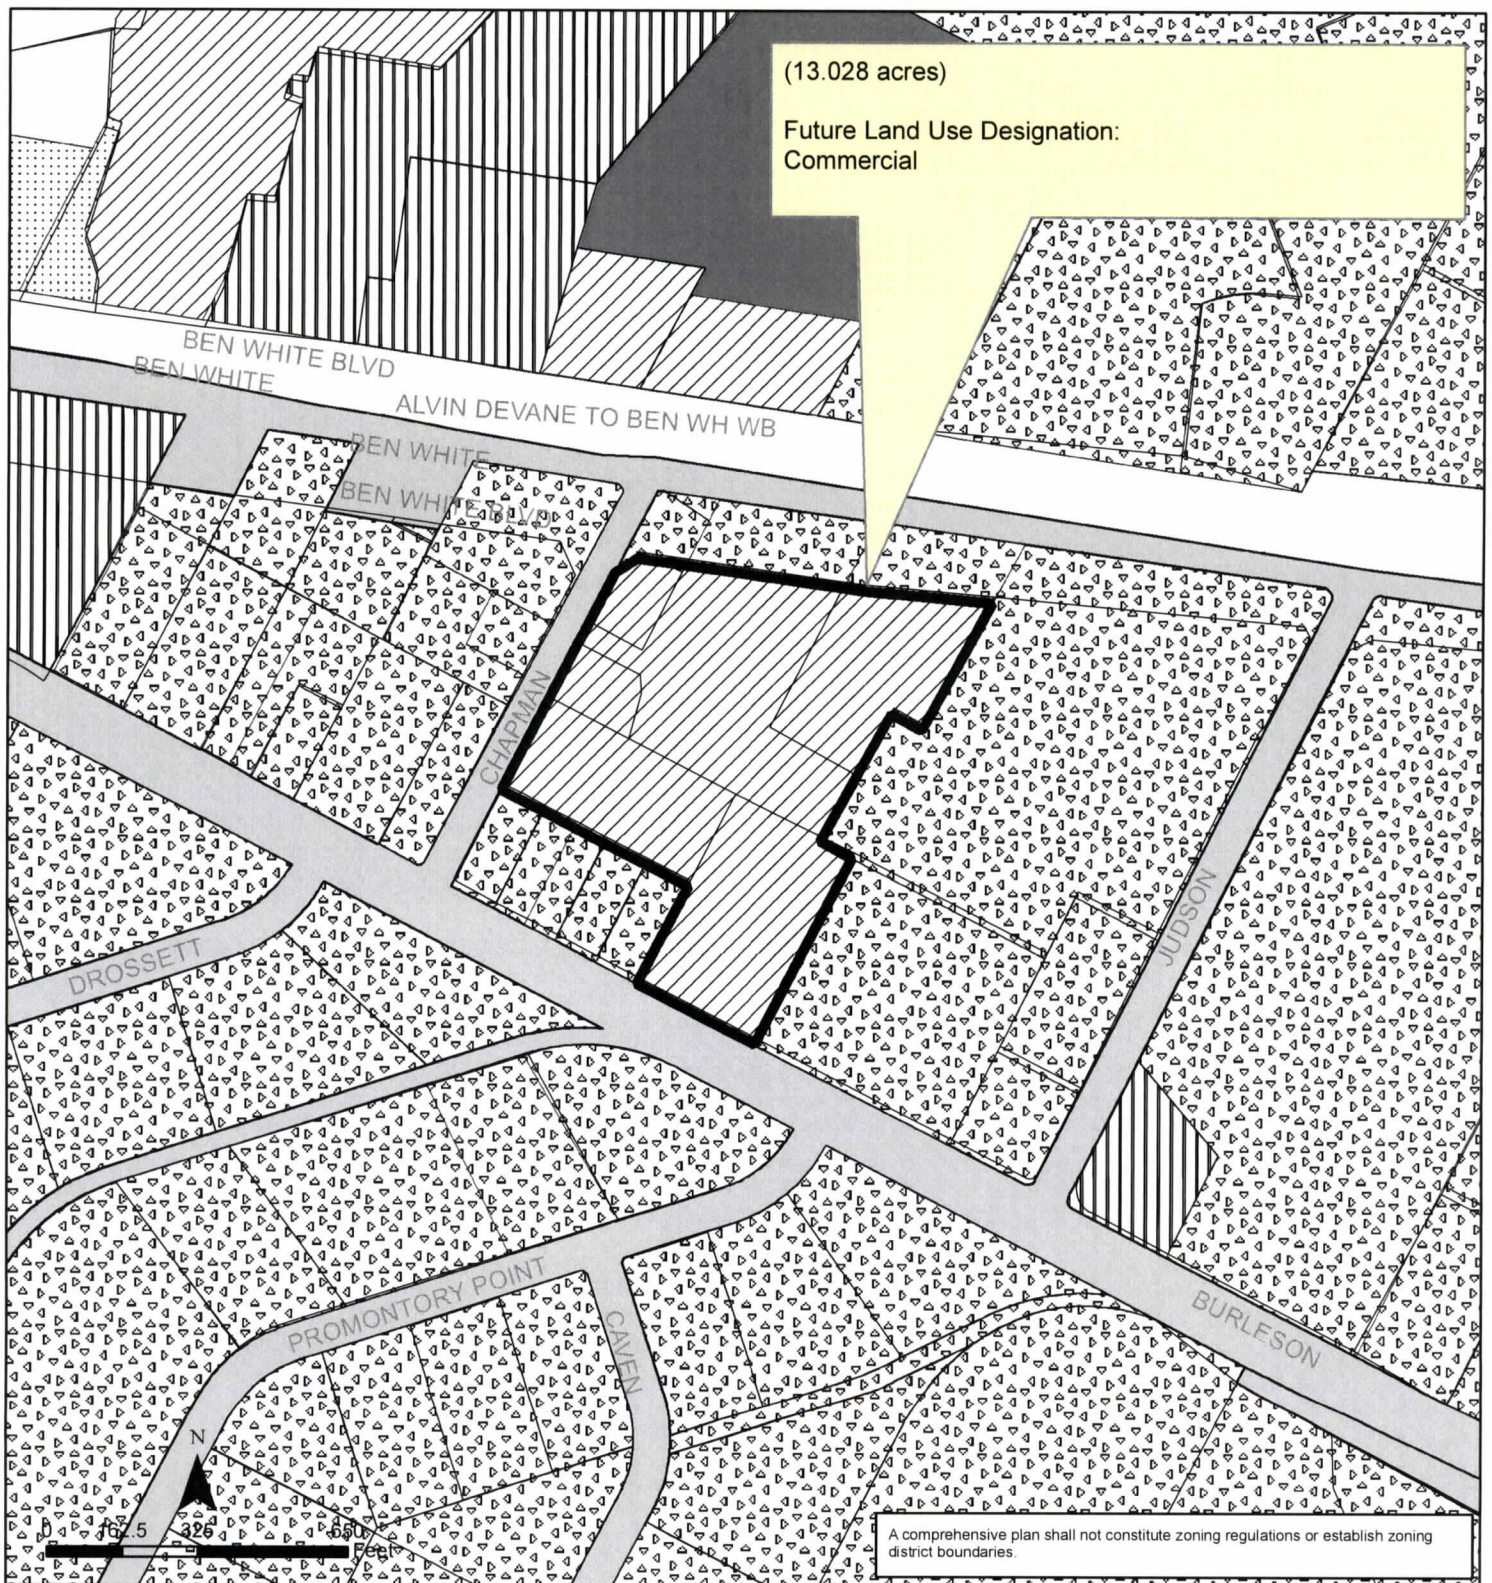 (13.028 acres)
Future Land Use Designation:
Commercial
BEN WHITE BLVD
BEN WHITE
ALVIN DEVANE TO BEN WH WB
BEN WHITE
BEN WHITE BLVD
CHAPMAN
JUDSON
DROSSETT
PROMONTORY POINT
CAVEN
BURLESON
N
0 162.5 325 650
Feet
A comprehensive plan shall not constitute zoning regulations or establish zoning
district boundaries.